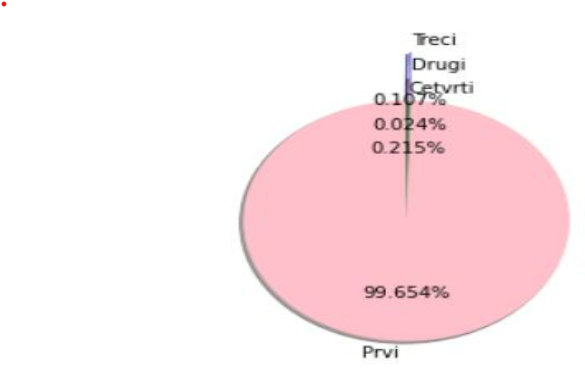 Treci
Drugi
Cetvrti
0.107%
0.024%
0.215%
99.654%
Prvi